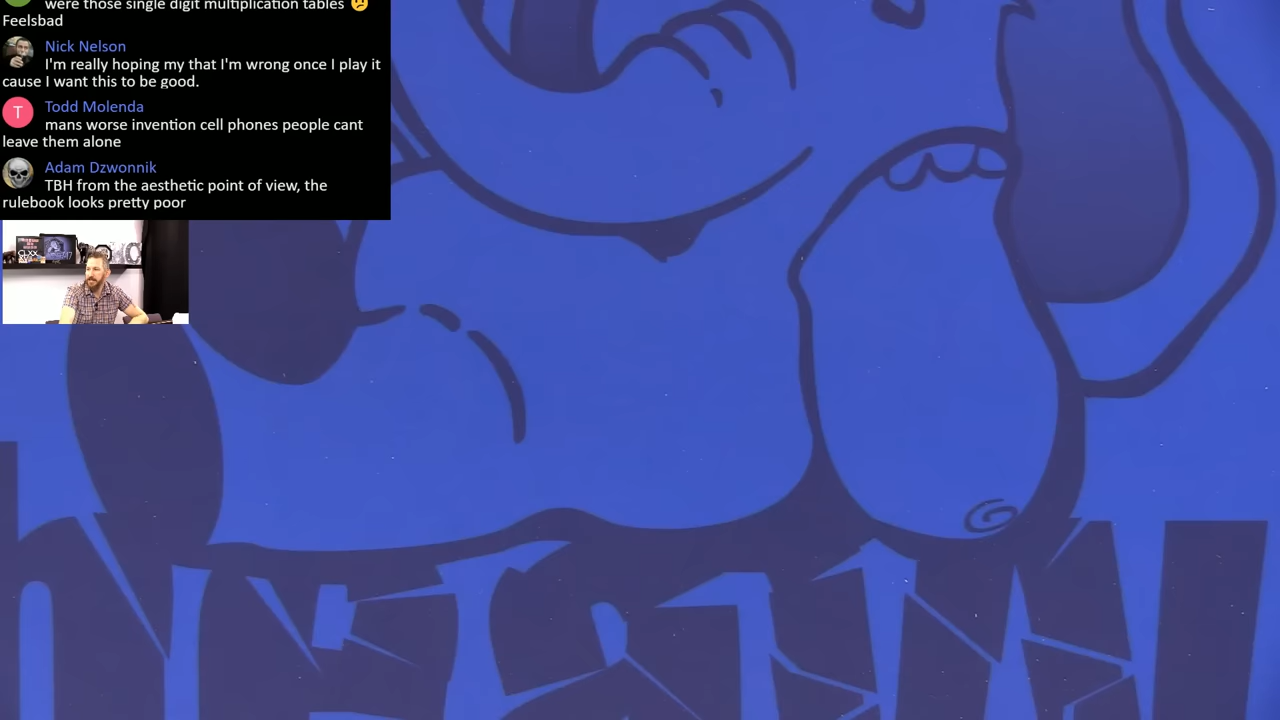 were those single digit multiplication tables 😕
Feelsbad
Nick Nelson
I'm really hoping my that I'm wrong once I play it
cause I want this to be good.
T
Todd Molenda
mans worse invention cell phones people cant
leave them alone
Adam Dzwonnik
TBH from the aesthetic point of view, the
rulebook looks pretty poor